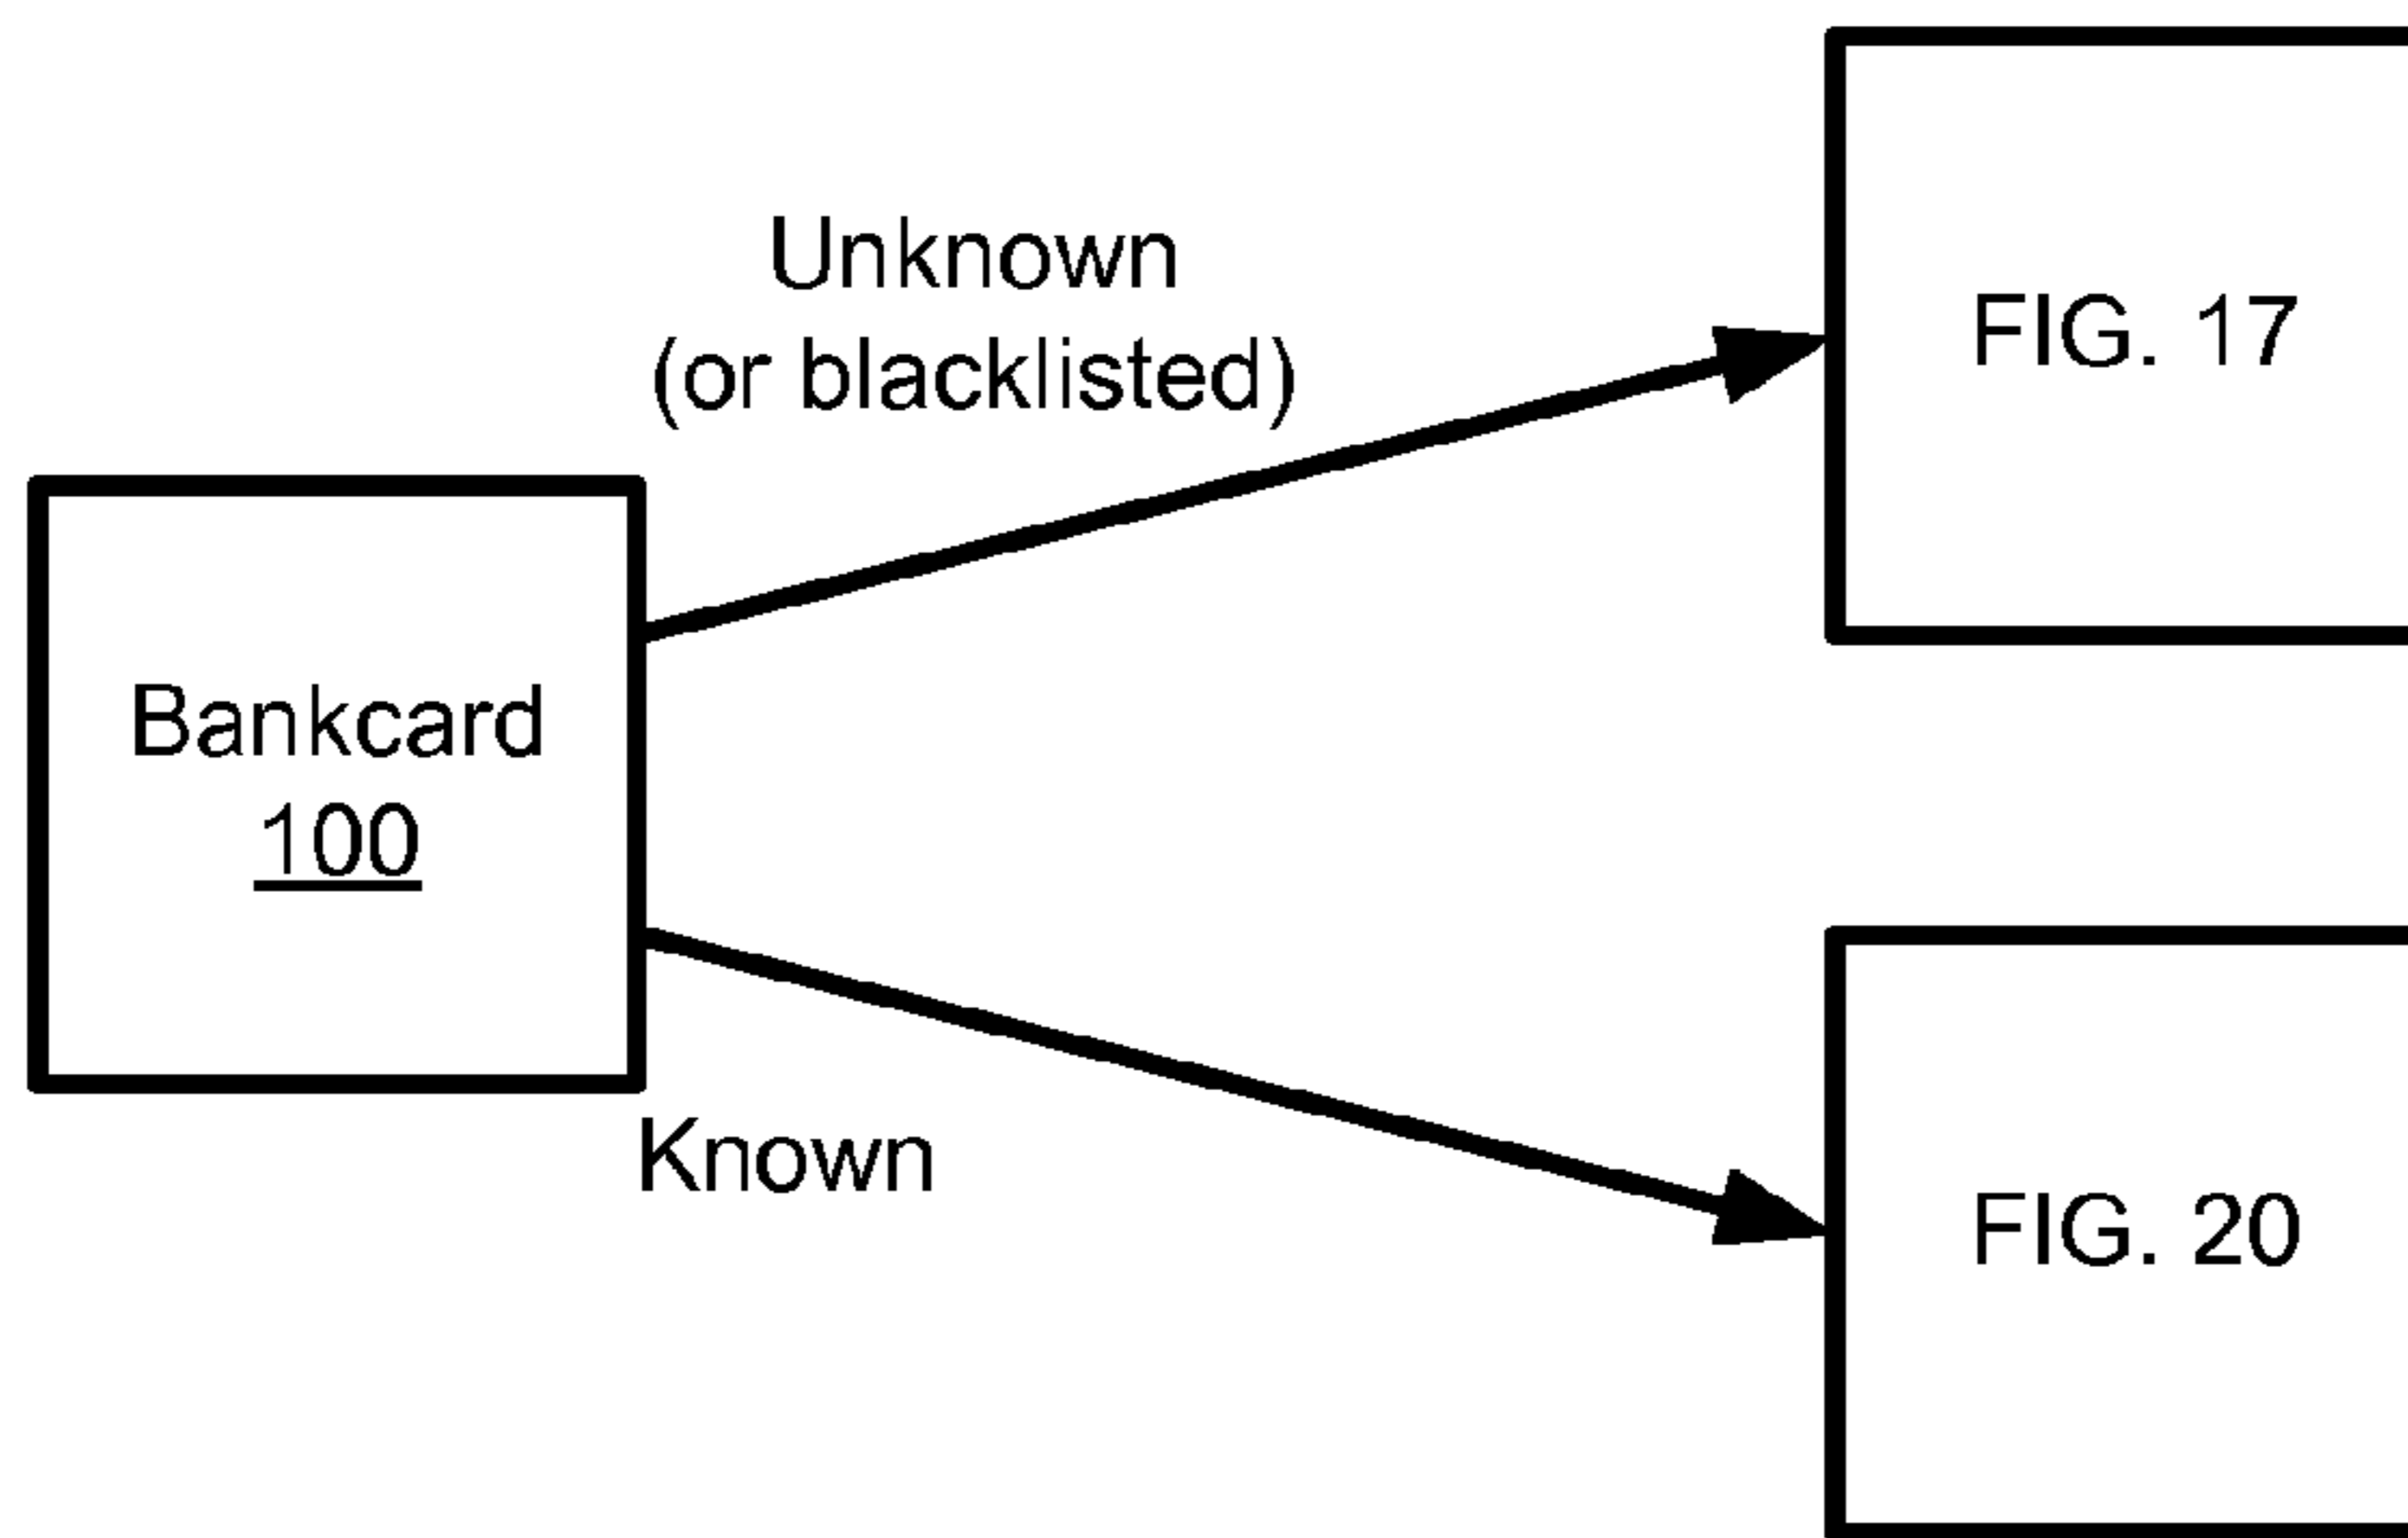 Unknown
(or blacklisted)
FIG. 17
Bankcard
100
Known
FIG. 20